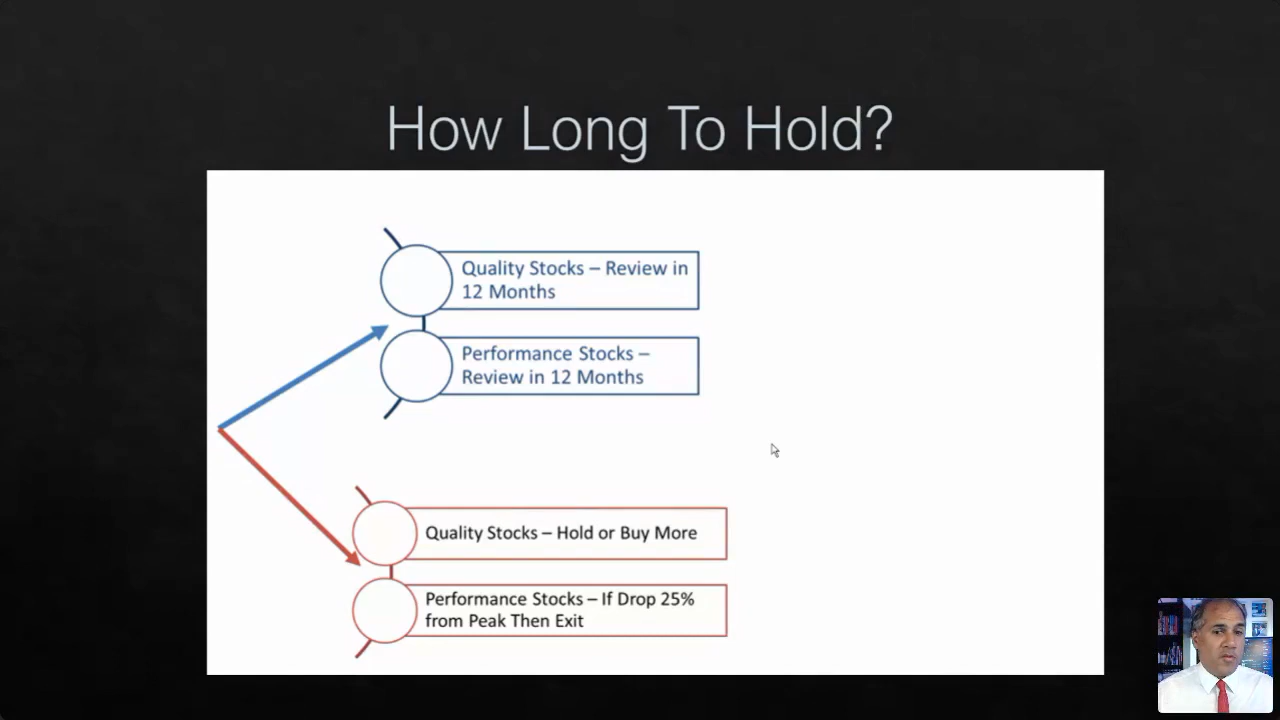 How Long To Hold?
Quality Stocks – Review in
12 Months
Performance Stocks –
Review in 12 Months
Quality Stocks – Hold or Buy More
Performance Stocks – If Drop 25%
from Peak Then Exit